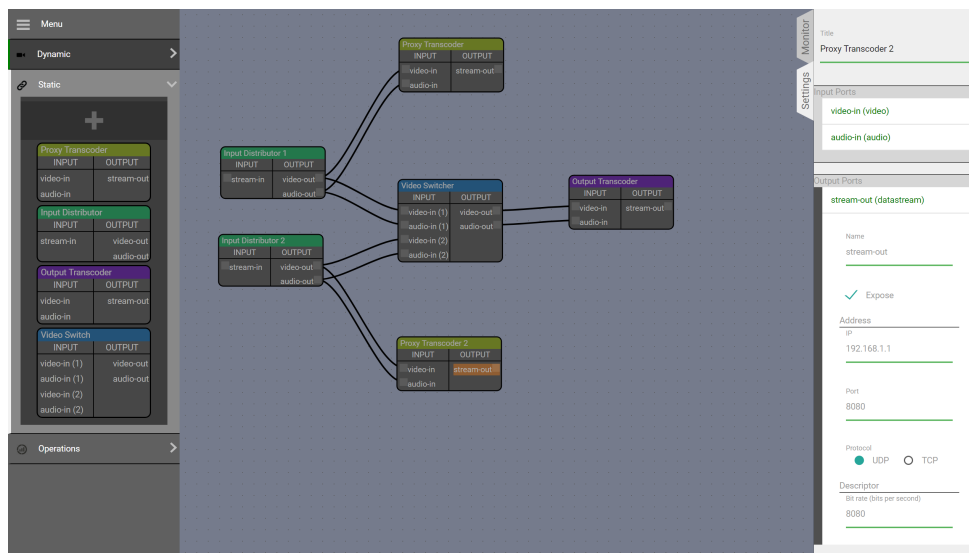 Menu
Dynamic
Static
Proxy Transcoder
INPUT OUTPUT
video-in stream-out
audio-in
Input Distributor
INPUT OUTPUT
stream-in video-out
audio-out
Output Transcoder
INPUT OUTPUT
video-in stream-out
audio-in
Video Switch
INPUT OUTPUT
video-in (1) video-out
audio-in (1) audio-out
video-in (2)
audio-in (2)
Operations
Proxy Transcoder
INPUT OUTPUT
video-in stream-out
audio-in
Input Distributor 1
INPUT OUTPUT
stream-in video-out
audio-out
Video Switcher
INPUT OUTPUT
video-in (1) video-out
audio-in (1) audio-out
video-in (2)
audio-in (2)
Output Transcoder
INPUT OUTPUT
video-in stream-out
audio-in
Input Distributor 2
INPUT OUTPUT
stream-in video-out
audio-out
Proxy Transcoder 2
INPUT OUTPUT
video-in stream-out
audio-in
Monitor
Settings
Title
Proxy Transcoder 2
Input Ports
video-in (video)
audio-in (audio)
Output Ports
stream-out (datastream)
Name
stream-out
Expose
Address
IP
192.168.1.1
Port
8080
Protocol
UDP TCP
Descriptor
Bit rate (bits per second)
8080